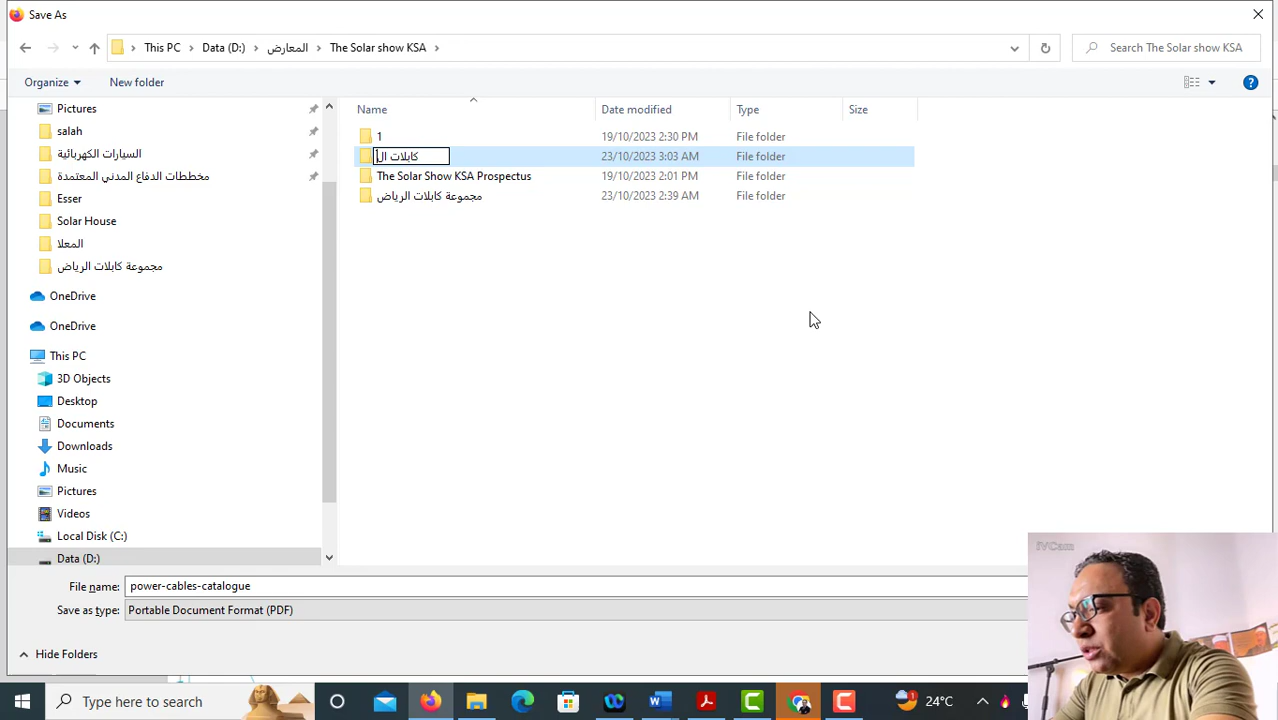 Save As
This PC
Data (D:)
المعارض
The Solar show KSA
Search The Solar show KSA
Organize
New folder
Pictures
salah
السيارات الكهربائية
مخططات الدفاع المدني المعتمدة
Esser
Solar House
المعلا
مجموعة كابلات الرياض
OneDrive
OneDrive
This PC
3D Objects
Desktop
Documents
Downloads
Music
Pictures
Videos
Local Disk (C:)
Data (D:)
Name
Date modified
Type
Size
1
19/10/2023 2:30 PM
File folder
كابلات ال
23/10/2023 3:03 AM
File folder
The Solar Show KSA Prospectus
19/10/2023 2:01 PM
File folder
مجموعة كابلات الرياض
23/10/2023 2:39 AM
File folder
File name:
power-cables-catalogue
Save as type:
Portable Document Format (PDF)
Hide Folders
iVCam
Type here to search
24°C